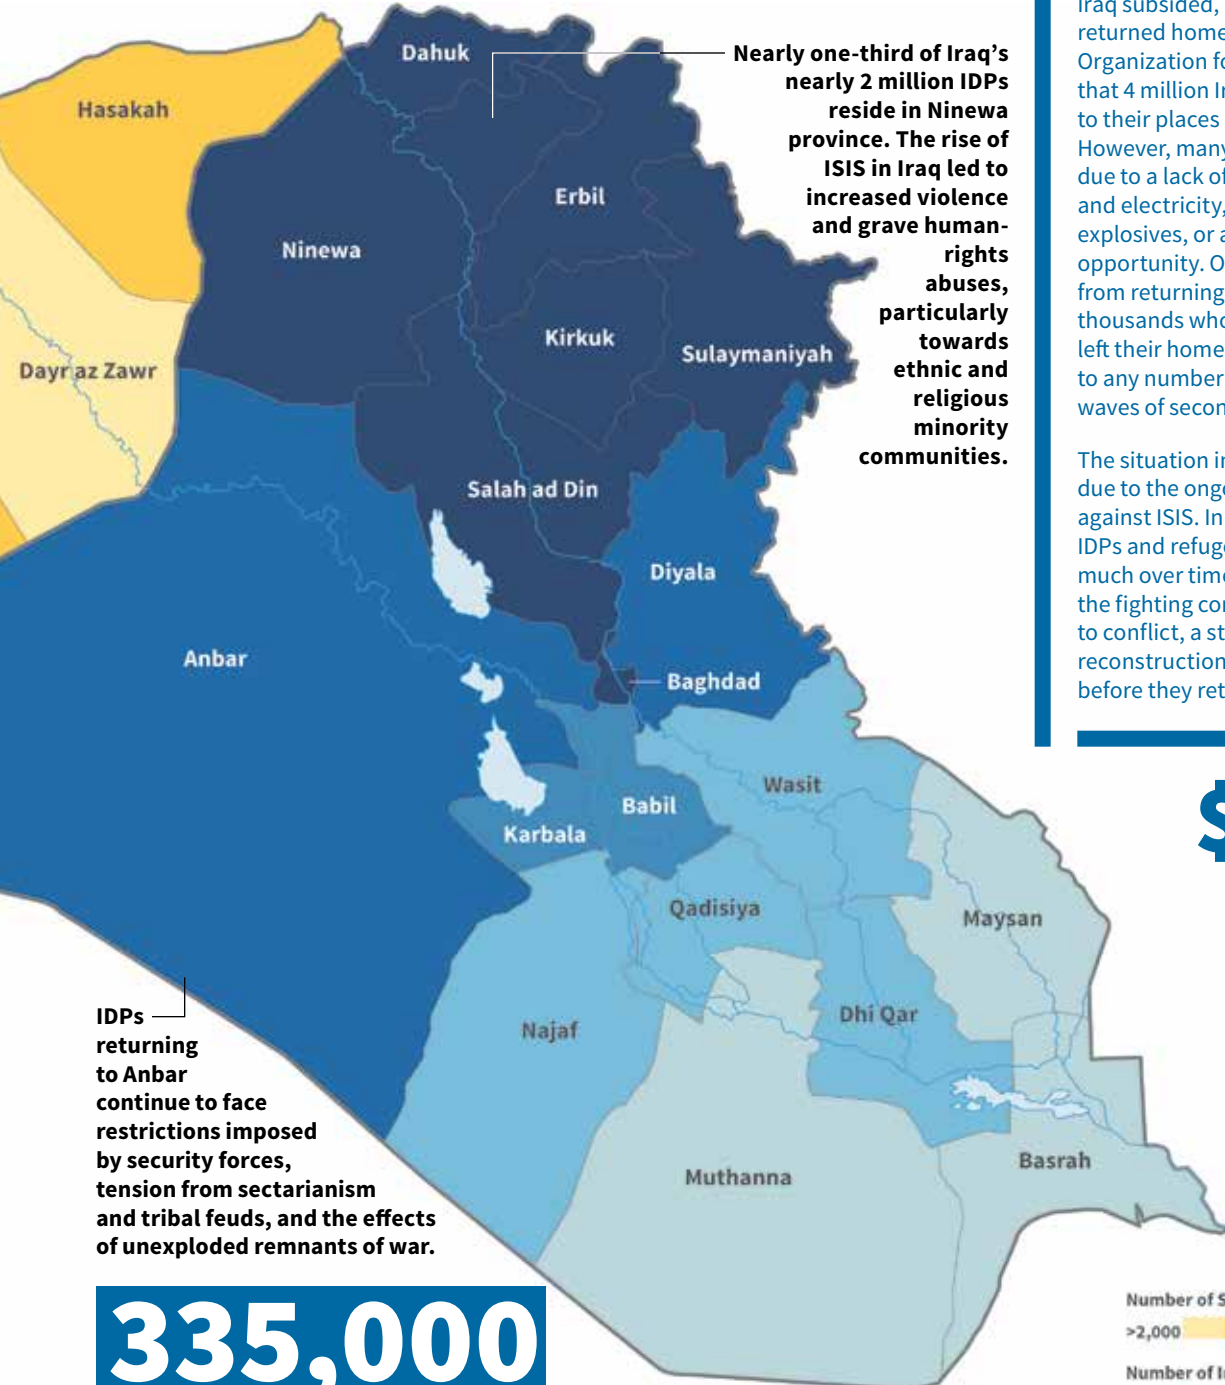 Dahuk
Hasakah
Erbil
Ninewa
Kirkuk
Sulaymaniyah
Dayr az Zawr
Salah ad Din
Diyala
Anbar
Baghdad
Wasit
Babil
Karbala
Qadisiya
Maysan
Najaf
Dhi Qar
Muthanna
Basrah
Nearly one-third of Iraq’s
nearly 2 million IDPs
reside in Ninewa
province. The rise of
ISIS in Iraq led to
increased violence
and grave human-
rights
abuses,
particularly
towards
ethnic and
religious
minority
communities.
IDPs
returning
to Anbar
continue to face
restrictions imposed
by security forces,
tension from sectarianism
and tribal feuds, and the effects
of unexploded remnants of war.
335,000
Iraq subsided,
returned home
Organization fo
that 4 million Ir
to their places
However, many
due to a lack of
and electricity,
explosives, or a
opportunity. O
from returning
thousands who
left their home
to any number
waves of secon
The situation i
due to the ongo
against ISIS. In
IDPs and refug
much over time
the fighting co
to conflict, a st
reconstruction
before they ret
$
Number of S
>2,000
Number of I